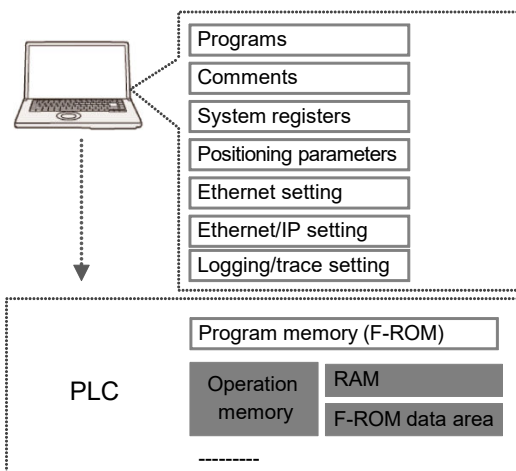 Programs
Comments
System registers
Positioning parameters
Ethernet setting
Ethernet/IP setting
Logging/trace setting
Program memory (F-ROM)
PLC
Operation
memory
RAM
F-ROM data area
---------